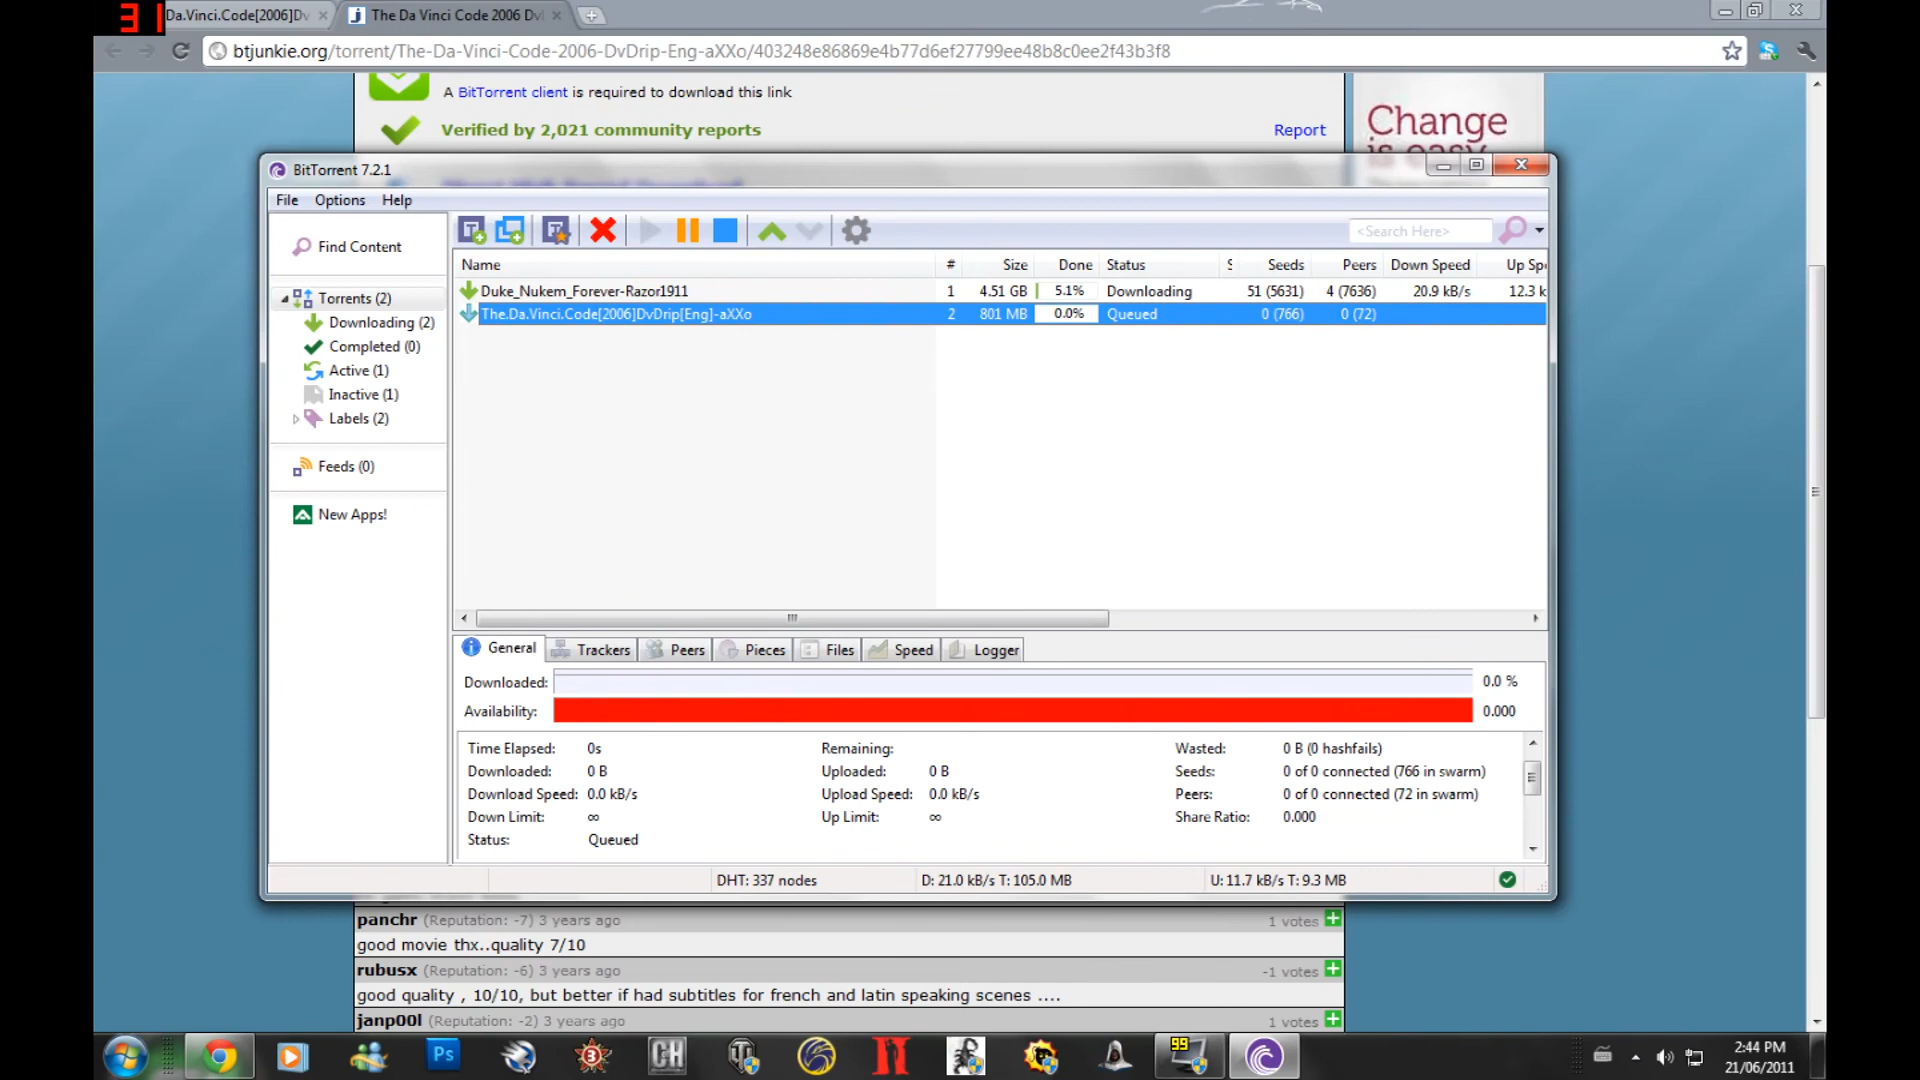 31
Da.Vinci.Code[2006]Dv
The Da Vinci Code 2006 Dv
btjunkie.org/torrent/The-Da-Vinci-Code-2006-DvDrip-Eng-aXXo/403248e86869e4b77d6ef27799ee48b8c0ee2f43b3f8
A BitTorrent client is required to download this link
Verified by 2,021 community reports
Report
Change
is easy
BitTorrent 7.2.1
File Options Help
Find Content
<Search Here>
Name # Size Done Status S Seeds Peers Down Speed Up Spe
Duke_Nukem_Forever-Razor1911 1 4.51 GB 5.1% Downloading 51 (5631) 4 (7636) 20.9 kB/s 12.3 k
The.Da.Vinci.Code[2006]DvDrip[Eng]-aXXo 2 801 MB 0.0% Queued 0 (766) 0 (72)
Torrents (2)
Downloading (2)
Completed (0)
Active (1)
Inactive (1)
Labels (2)
Feeds (0)
New Apps!
General Trackers Peers Pieces Files Speed Logger
Downloaded: 0.0 %
Availability: 0.000
Time Elapsed: 0s Remaining: Wasted: 0 B (0 hashfails)
Downloaded: 0 B Uploaded: 0 B Seeds: 0 of 0 connected (766 in swarm)
Download Speed: 0.0 kB/s Upload Speed: 0.0 kB/s Peers: 0 of 0 connected (72 in swarm)
Down Limit: ∞ Up Limit: ∞ Share Ratio: 0.000
Status: Queued
DHT: 337 nodes D: 21.0 kB/s T: 105.0 MB U: 11.7 kB/s T: 9.3 MB
panchr (Reputation: -7) 3 years ago 1 votes
good movie thx..quality 7/10
rubusx (Reputation: -6) 3 years ago -1 votes
good quality , 10/10, but better if had subtitles for french and latin speaking scenes ....
janp00l (Reputation: -2) 3 years ago 1 votes
Ps
3
CH
99
2:44 PM
21/06/2011